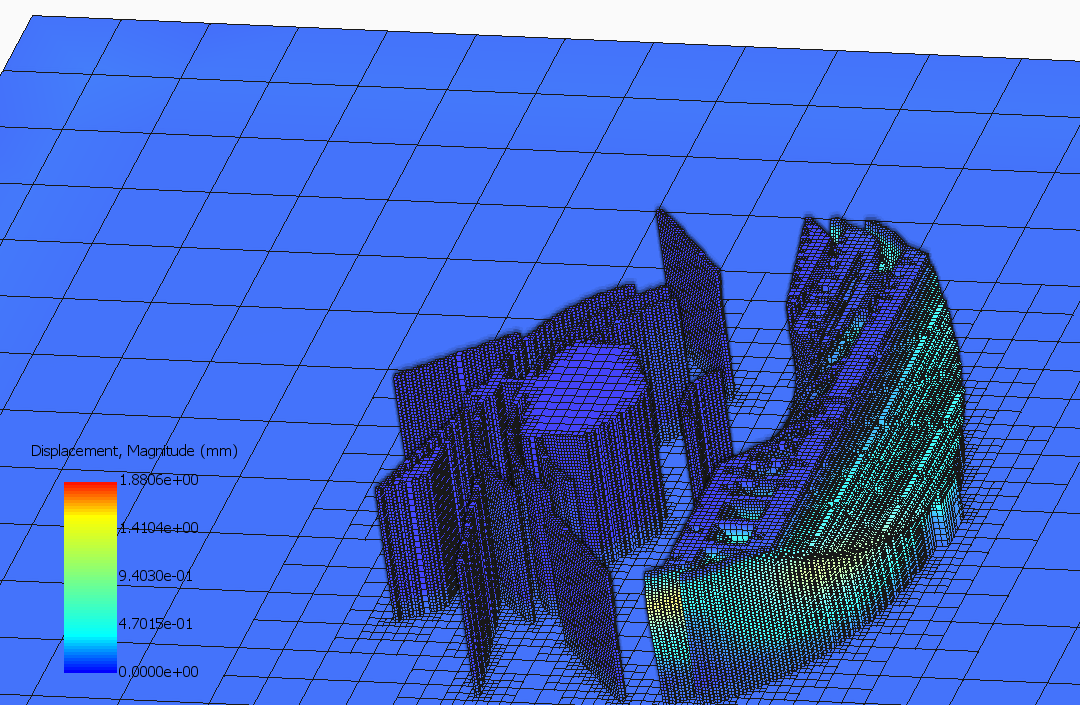 Displacement, Magnitude (mm)
1.8806e+00
1.4104e+00
9.4030e-01
4.7015e-01
0.0000e+00